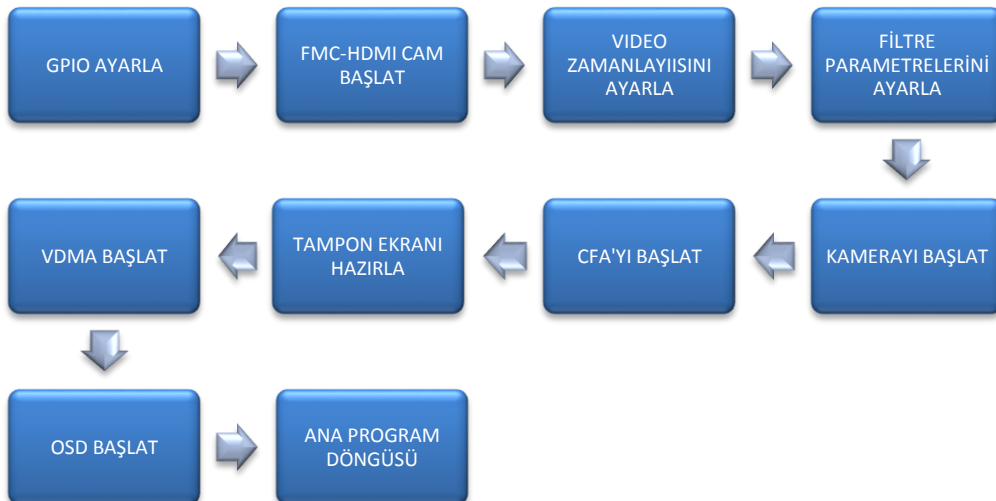 GPIO AYARLA
FMC-HDMI CAM
BAŞLAT
VIDEO
ZAMANLAYIISINI
AYARLA
FİLTRE
PARAMETRELERİNİ
AYARLA
KAMERAYI BAŞLAT
CFA'YI BAŞLAT
TAMPON EKRANI
HAZIRLA
VDMA BAŞLAT
OSD BAŞLAT
ANA PROGRAM
DÖNGÜSÜ